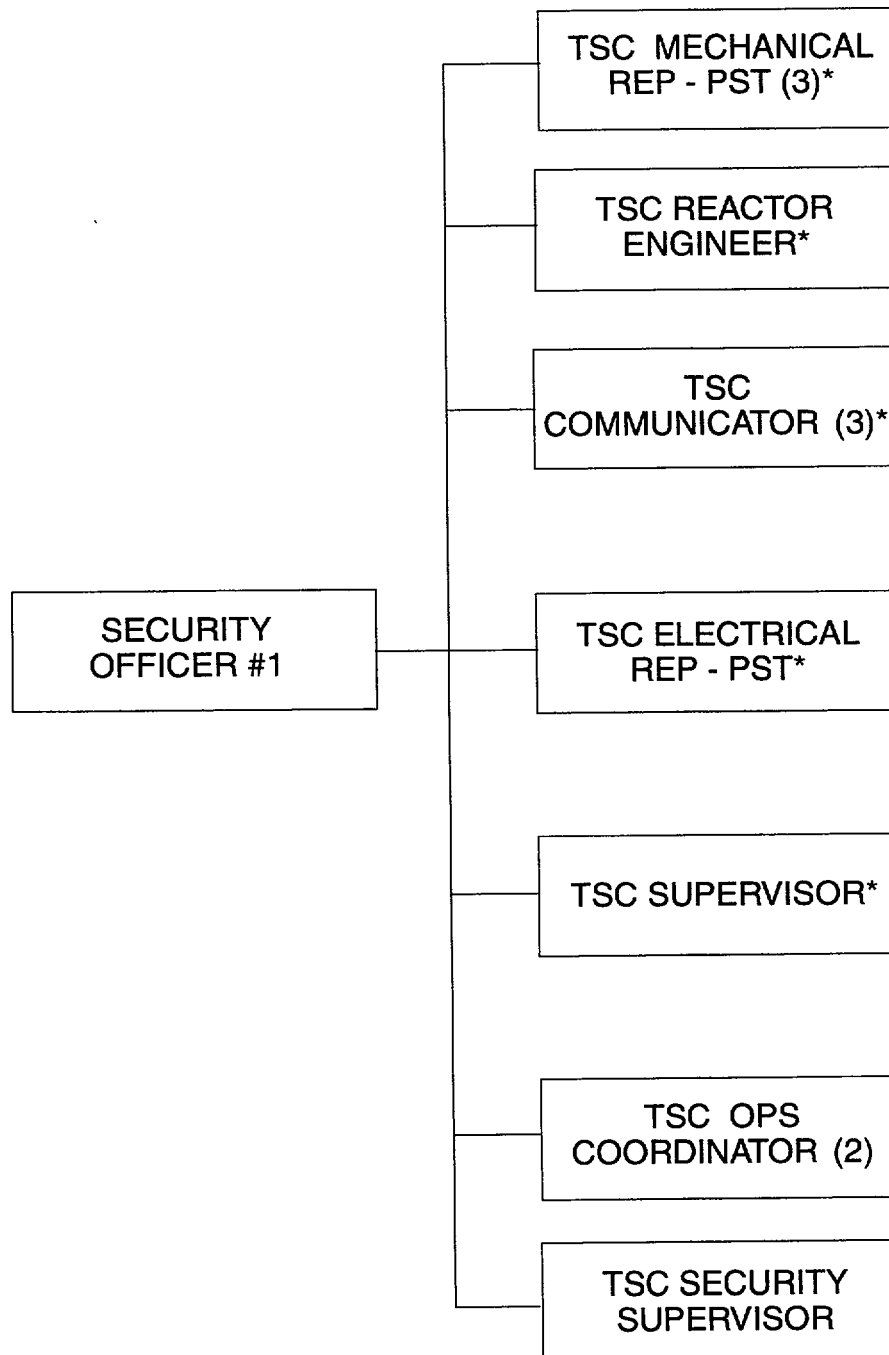 TSC MECHANICAL
REP - PST (3)*
TSC REACTOR
ENGINEER*
TSC
COMMUNICATOR (3)*
SECURITY
OFFICER #1
TSC ELECTRICAL
REP - PST*
TSC SUPERVISOR*
TSC OPS
COORDINATOR (2)
TSC SECURITY
SUPERVISOR